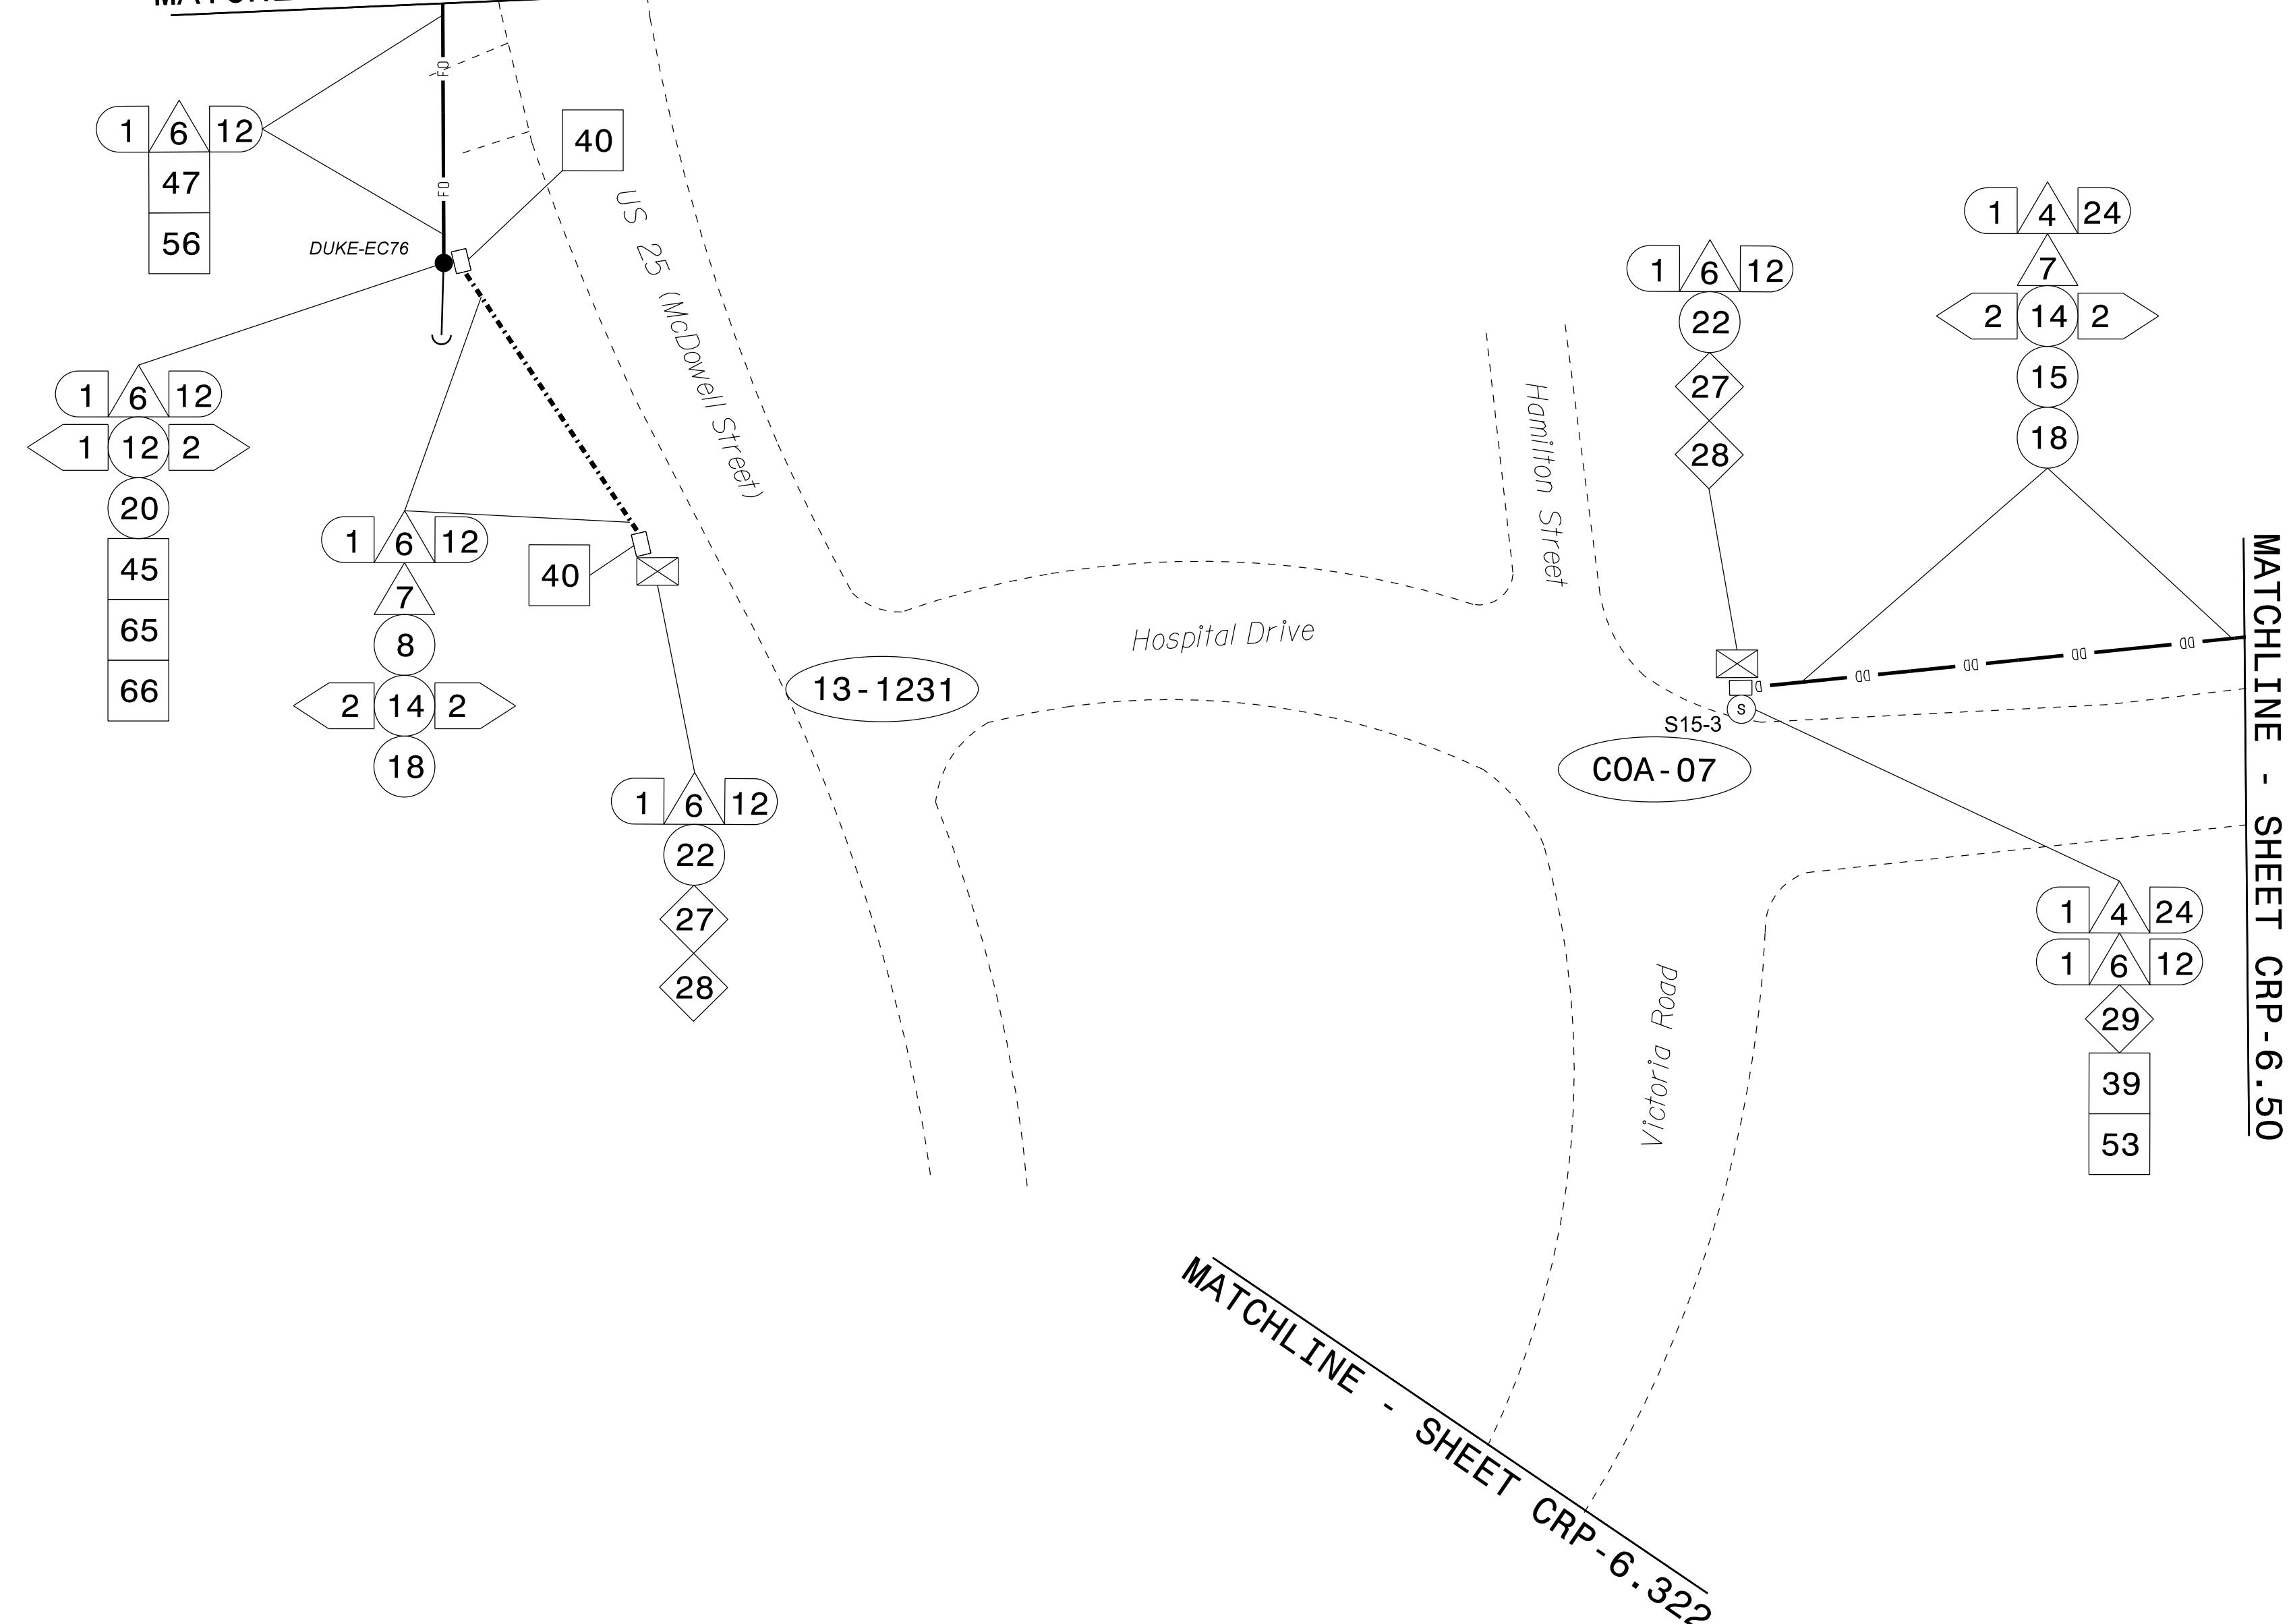 FO
FO
1 6 12
47
56
40
DUKE-EC76
US 25 (McDowell Street)
1 6 12
1 12 2
20
45
65
66
1 6 12
7
8
2 14 2
18
40
1 6 12
22
27
28
13-1231
Hospital Drive
Hamilton Street
1 6 12
22
27
28
1 4 24
7
2 14 2
15
18
S
S15-3
COA-07
MATCHLINE - SHEET CRP-6.50
1 4 24
1 6 12
29
39
53
Victoria Road
MATCHLINE - SHEET CRP-6.322